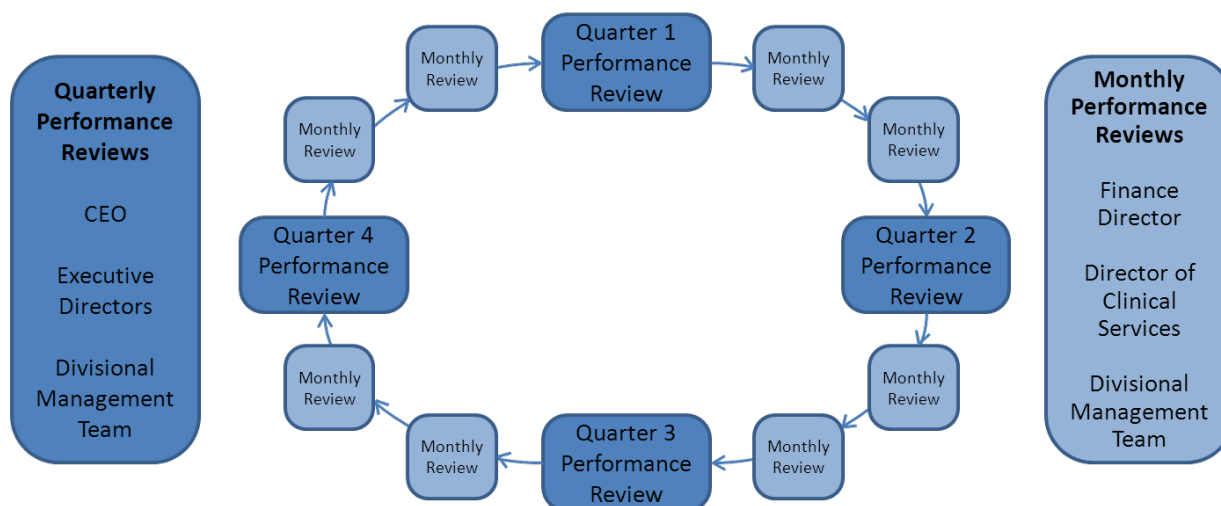 Quarterly
Performance
Reviews
CEO
Executive
Directors
Divisional
Management
Team
Quarter 1
Performance
Review
Monthly
Review
Monthly
Review
Quarter 2
Performance
Review
Monthly
Review
Monthly
Review
Quarter 3
Performance
Review
Monthly
Review
Monthly
Review
Quarter 4
Performance
Review
Monthly
Review
Monthly
Review
Monthly
Performance
Reviews
Finance
Director
Director of
Clinical
Services
Divisional
Management
Team